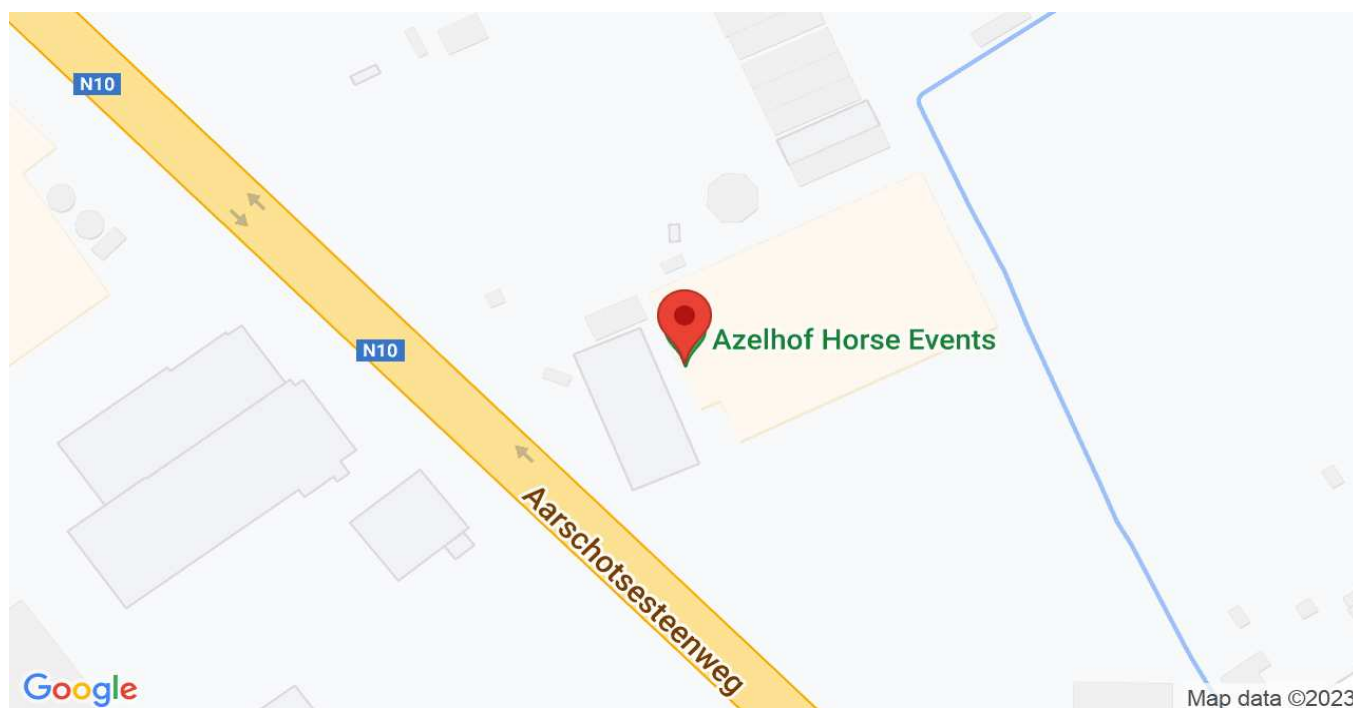 N10
Azelhof Horse Events
N10
Aarschotsesteenweg
Google
Map data ©2023